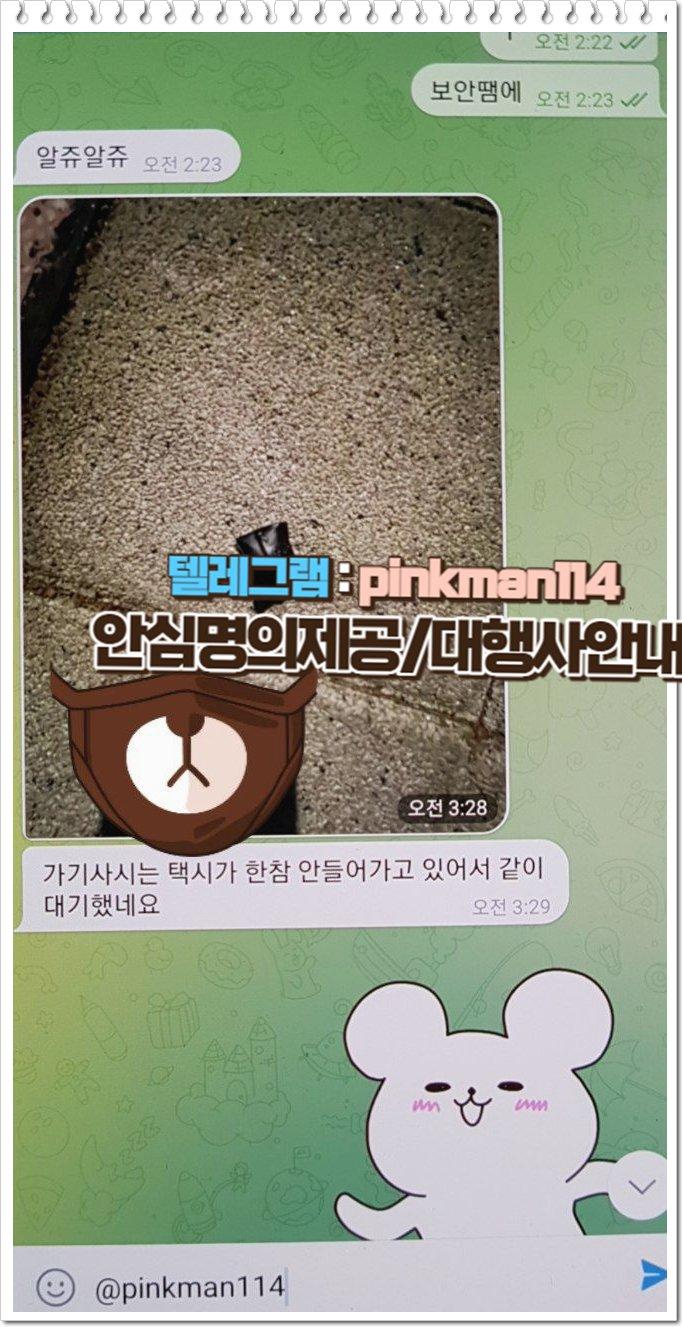 오전 2:22
보안땜에 오전 2:23
알쥬알쥬 오전 2:23
텔레그램 : pinkman114
안심명의제공/대행사안내
오전 3:28
가기사시는 택시가 한참 안들어가고 있어서 같이
대기했네요 오전 3:29
@pinkman114